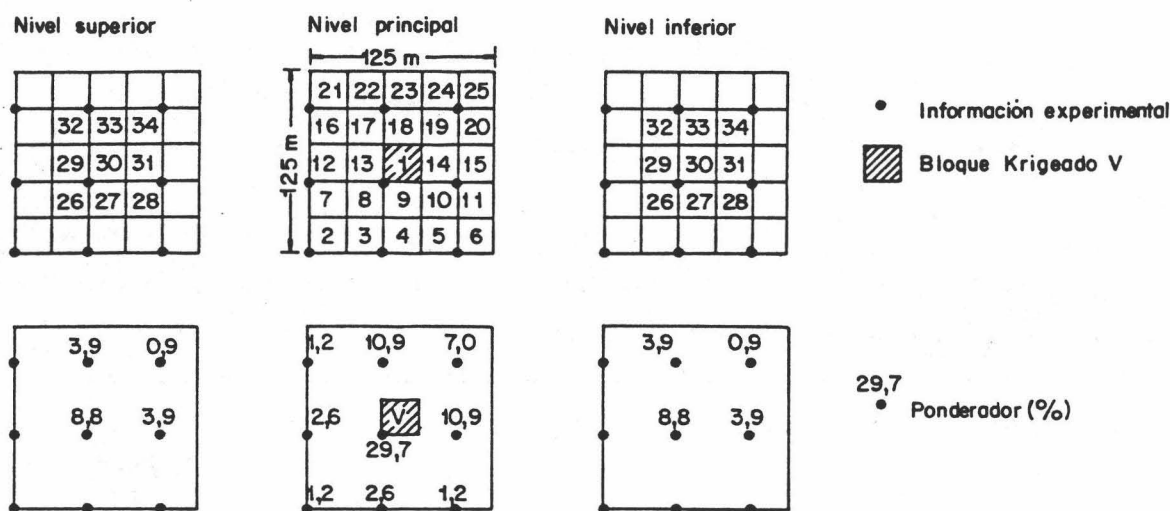 Nivel superior
Nivel principal
Nivel inferior
125 m
125 m
21 22 23 24 25
32 33 34
16 17 18 19 20
32 33 34
29 30 31
12 13 1 14 15
29 30 31
26 27 28
7 8 9 10 11
26 27 28
2 3 4 5 6
Información experimental
Bloque Krigeado V
3,9 0,9
1,2 10,9 7,0
3,9 0,9
8,8 3,9
2,6 V 10,9
8,8 3,9
29,7
1,2 2,6 1,2
29,7
Ponderador (%)